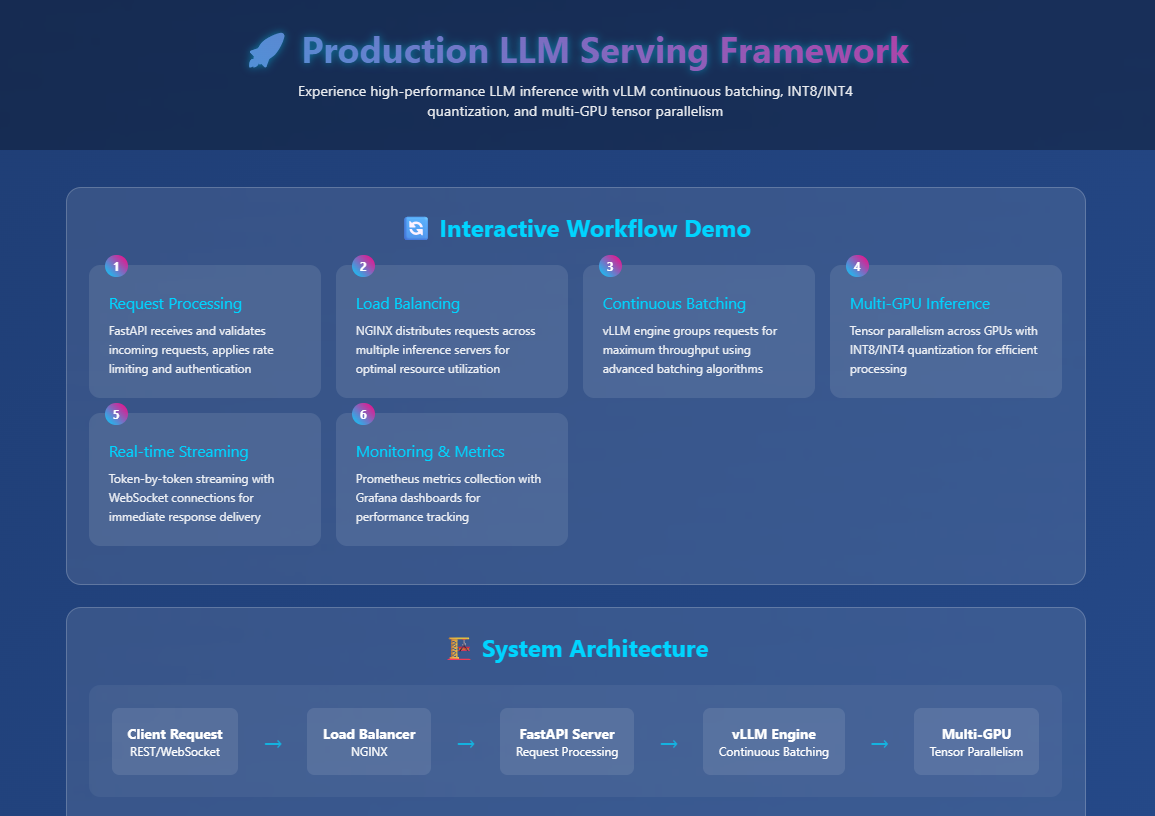 Production LLM Serving Framework
Experience high-performance LLM inference with vLLM continuous batching, INT8/INT4
quantization, and multi-GPU tensor parallelism
Interactive Workflow Demo
1
Request Processing
FastAPI receives and validates
incoming requests, applies rate
limiting and authentication
2
Load Balancing
NGINX distributes requests across
multiple inference servers for
optimal resource utilization
3
Continuous Batching
vLLM engine groups requests for
maximum throughput using
advanced batching algorithms
4
Multi-GPU Inference
Tensor parallelism across GPUs with
INT8/INT4 quantization for efficient
processing
5
Real-time Streaming
Token-by-token streaming with
WebSocket connections for
immediate response delivery
6
Monitoring & Metrics
Prometheus metrics collection with
Grafana dashboards for
performance tracking
System Architecture
Client Request
REST/WebSocket
→
Load Balancer
NGINX
→
FastAPI Server
Request Processing
→
vLLM Engine
Continuous Batching
→
Multi-GPU
Tensor Parallelism